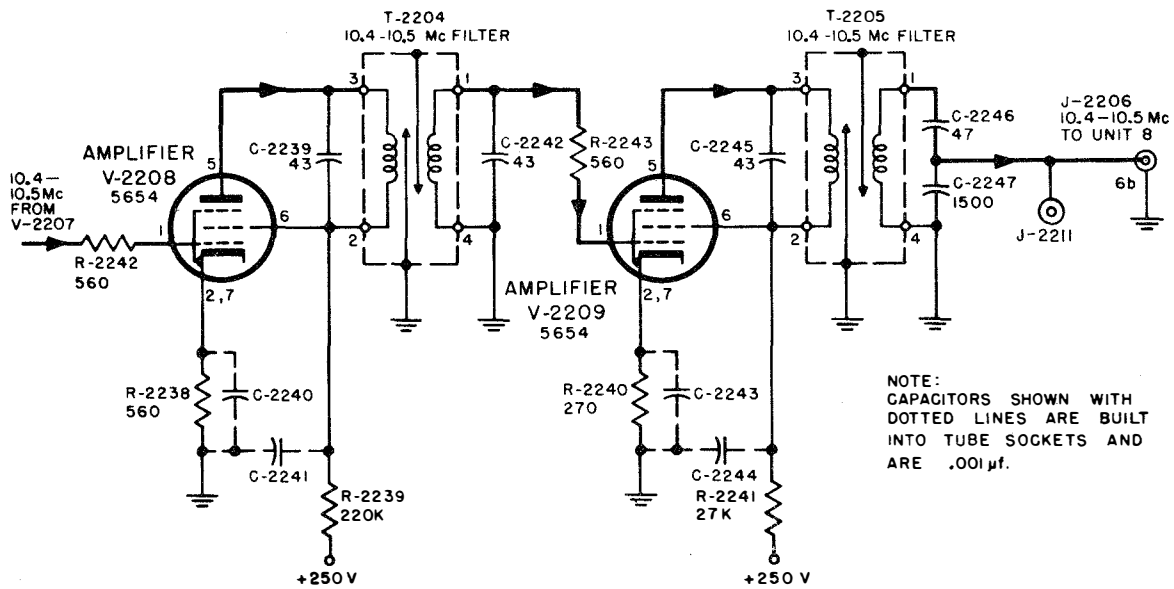 T-2204
10.4-10.5 Mc FILTER
T-2205
10.4-10.5 Mc FILTER
3
1
3
1
C-2239
43
C-2242
43
R-2243
560
C-2245
43
C-2246
47
J-2206
10.4-10.5 Mc
TO UNIT 8
AMPLIFIER
V-2208
5654
5
5
C-2247
1500
6b
10.4-
10.5Mc
FROM
V-2207
1
6
2
4
1
6
2
4
J-2211
R-2242
560
2,7
AMPLIFIER
V-2209
5654
2,7
R-2238
560
C-2240
R-2240
270
C-2243
NOTE:
CAPACITORS SHOWN WITH
DOTTED LINES ARE BUILT
INTO TUBE SOCKETS AND
ARE .001 µf.
C-2241
C-2244
R-2239
220K
R-2241
27K
+250 V
+250 V